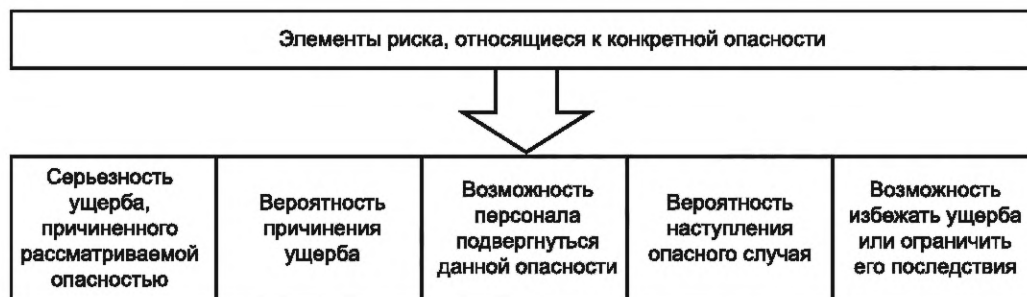 Элементы риска, относящиеся к конкретной опасности
Серьезность
ущерба,
причиненного
рассматриваемой
опасностью
Вероятность
причинения
ущерба
Возможность
персонала
подвергнуться
данной опасности
Вероятность
наступления
опасного случая
Возможность
избежать ущерба
или ограничить
его последствия